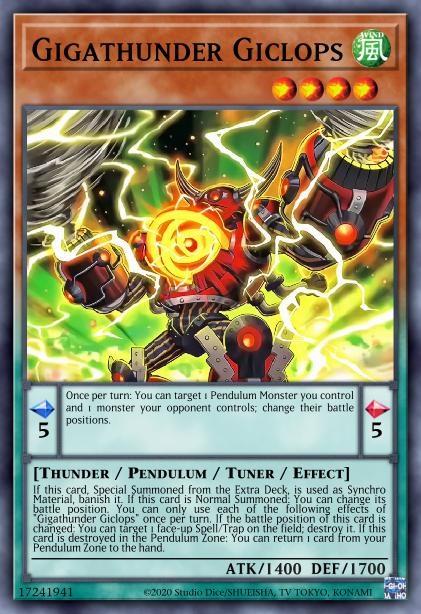 Gigathunder Giclops
WIND
風
Once per turn: You can target 1 Pendulum Monster you control
and 1 monster your opponent controls; change their battle
positions.
5
5
[Thunder / Pendulum / Tuner / Effect]
If this card, Special Summoned from the Extra Deck, is used as Synchro
Material, banish it. If this card is Normal Summoned: You can change its
battle position. You can only use each of the following effects of
"Gigathunder Giclops" once per turn. If the battle position of this card is
changed: You can target 1 face-up Spell/Trap on the field; destroy it. If this
card is destroyed in the Pendulum Zone: You can return 1 card from your
Pendulum Zone to the hand.
ATK/1400 DEF/1700
17241941
©2020 Studio Dice/SHUEISHA, TV TOKYO, KONAMI